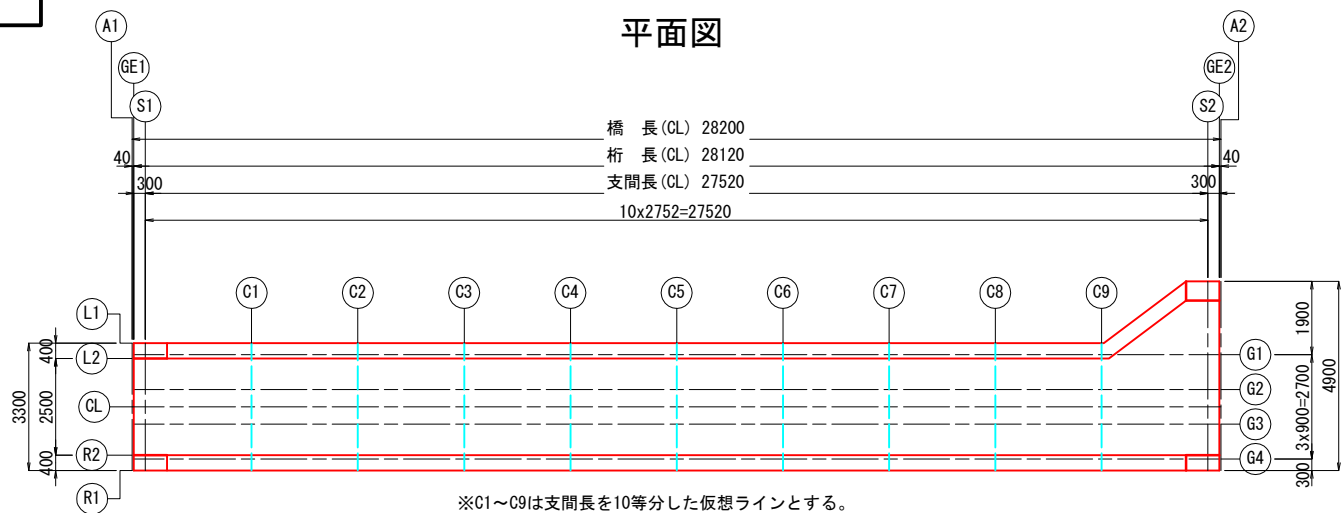 平面図
A1
A2
GE1
GE2
S1
S2
橋 長(CL) 28200
40
桁 長(CL) 28120
40
300
支間長(CL) 27520
300
10x2752=27520
C1
C2
C3
C4
C5
C6
C7
C8
C9
L1
L2
CL
R2
R1
3300
400
2500
400
G1
G2
G3
G4
1900
3x900=2700
300
4900
※C1～C9は支間長を10等分した仮想ラインとする。